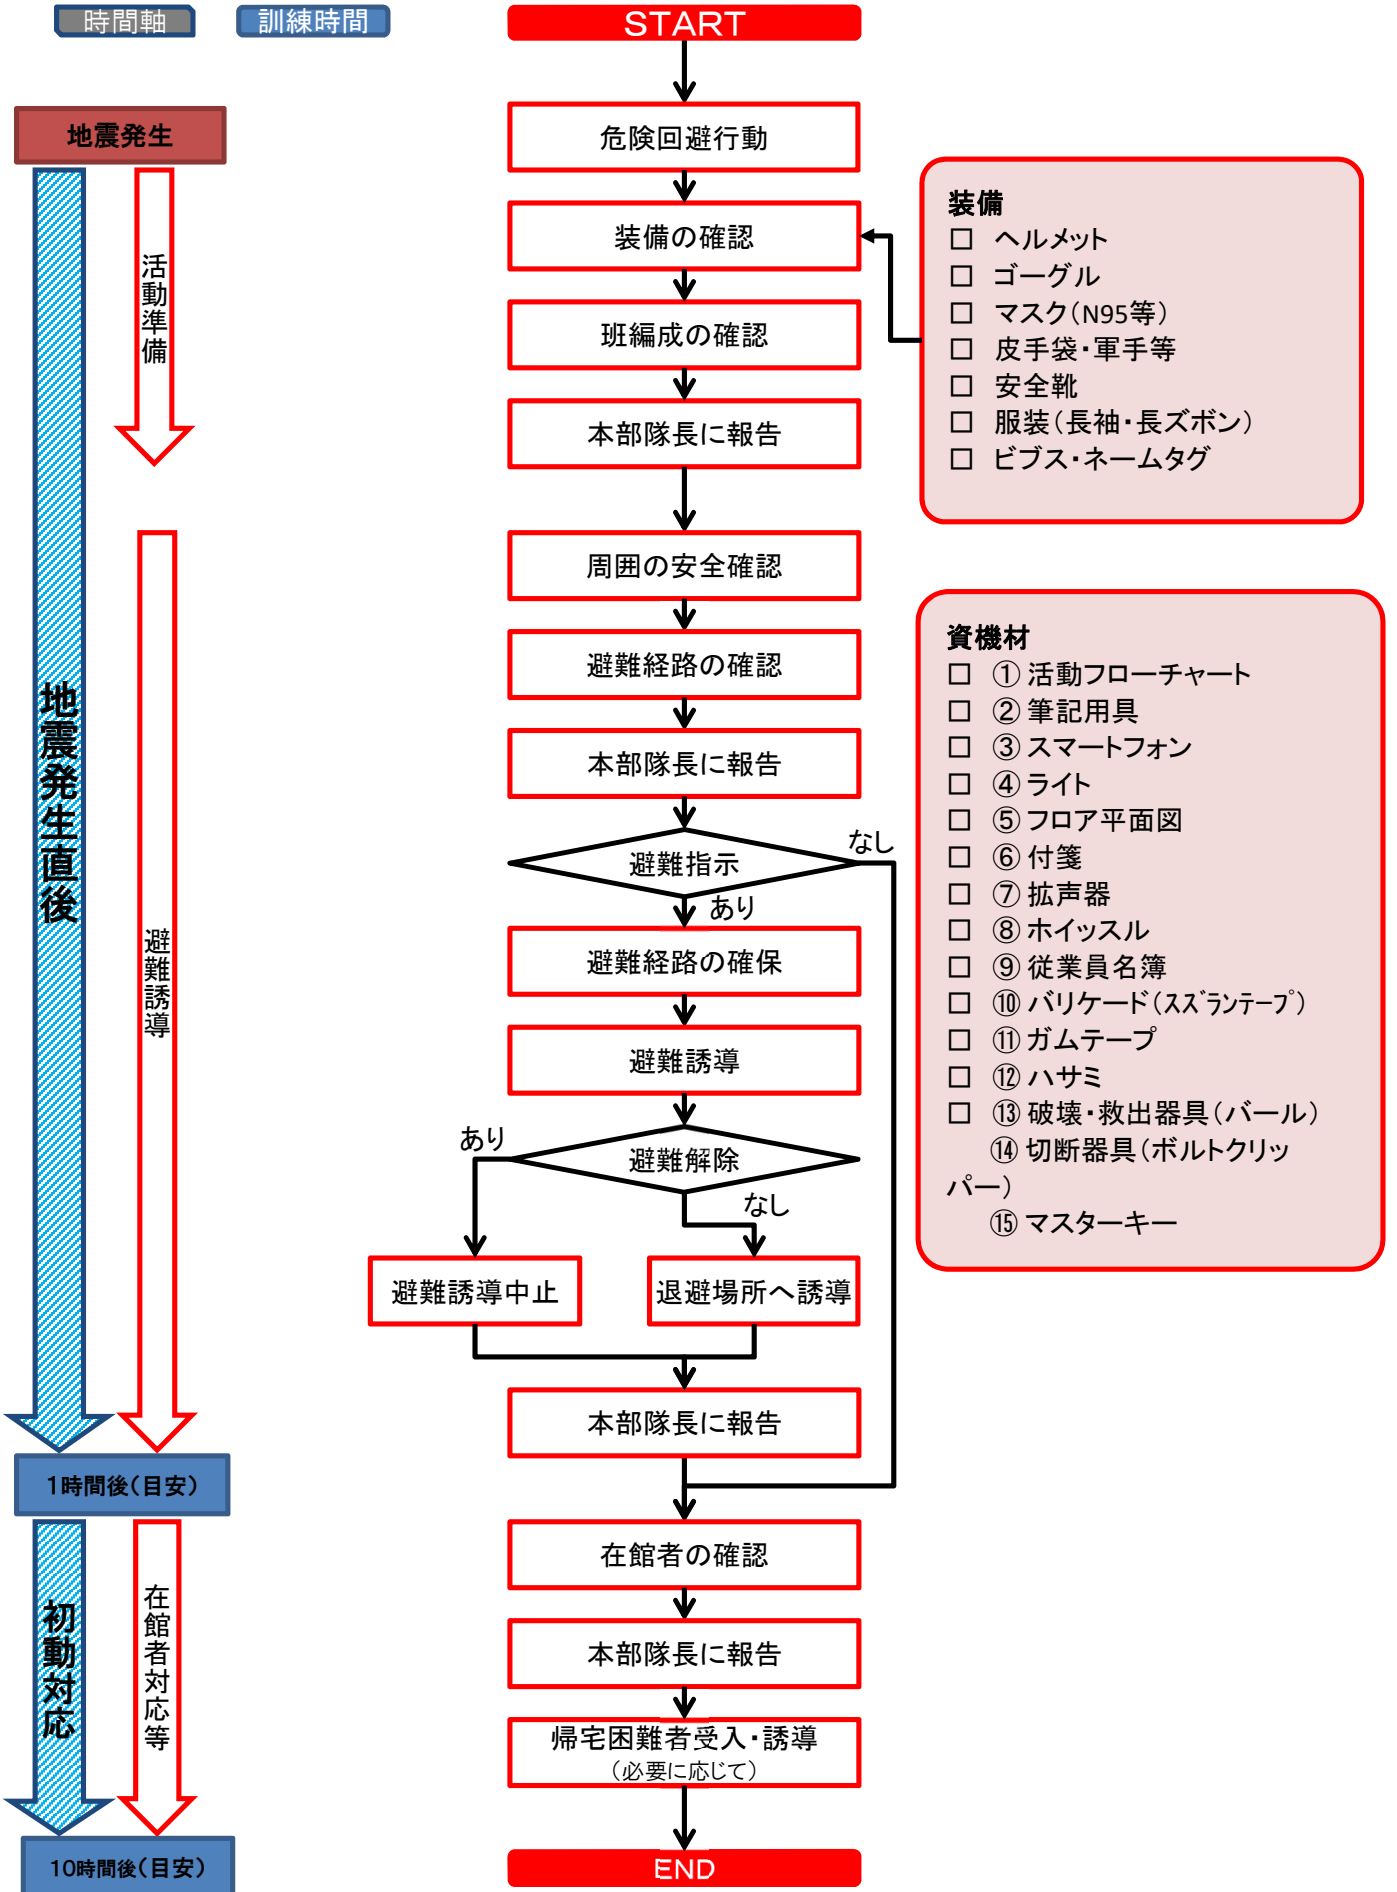 時間軸
訓練時間
START
地震発生
危険回避行動
装備の確認
班編成の確認
本部隊長に報告
活動準備
装備
□ ヘルメット
□ ゴーグル
□ マスク（N95等）
□ 皮手袋・軍手等
□ 安全靴
□ 服装（長袖・長ズボン）
□ ビブス・ネームタグ
地震発生直後
避難誘導
周囲の安全確認
避難経路の確認
本部隊長に報告
避難指示
なし
あり
避難経路の確保
避難誘導
避難解除
あり
なし
避難誘導中止
退避場所へ誘導
本部隊長に報告
資機材
□ ①活動フローチャート
□ ②筆記用具
□ ③スマートフォン
□ ④ライト
□ ⑤フロア平面図
□ ⑥付箋
□ ⑦拡声器
□ ⑧ホイッスル
□ ⑨従業員名簿
□ ⑩バリケード（ｽｽﾞﾗﾝﾃｰﾌﾟ）
□ ⑪ガムテープ
□ ⑫ハサミ
□ ⑬破壊・救出器具（バール）
⑭切断器具（ボルトクリッ
パー）
⑮マスターキー
1時間後（目安）
初動対応
在館者対応等
在館者の確認
本部隊長に報告
帰宅困難者受入・誘導
（必要に応じて）
10時間後（目安）
END